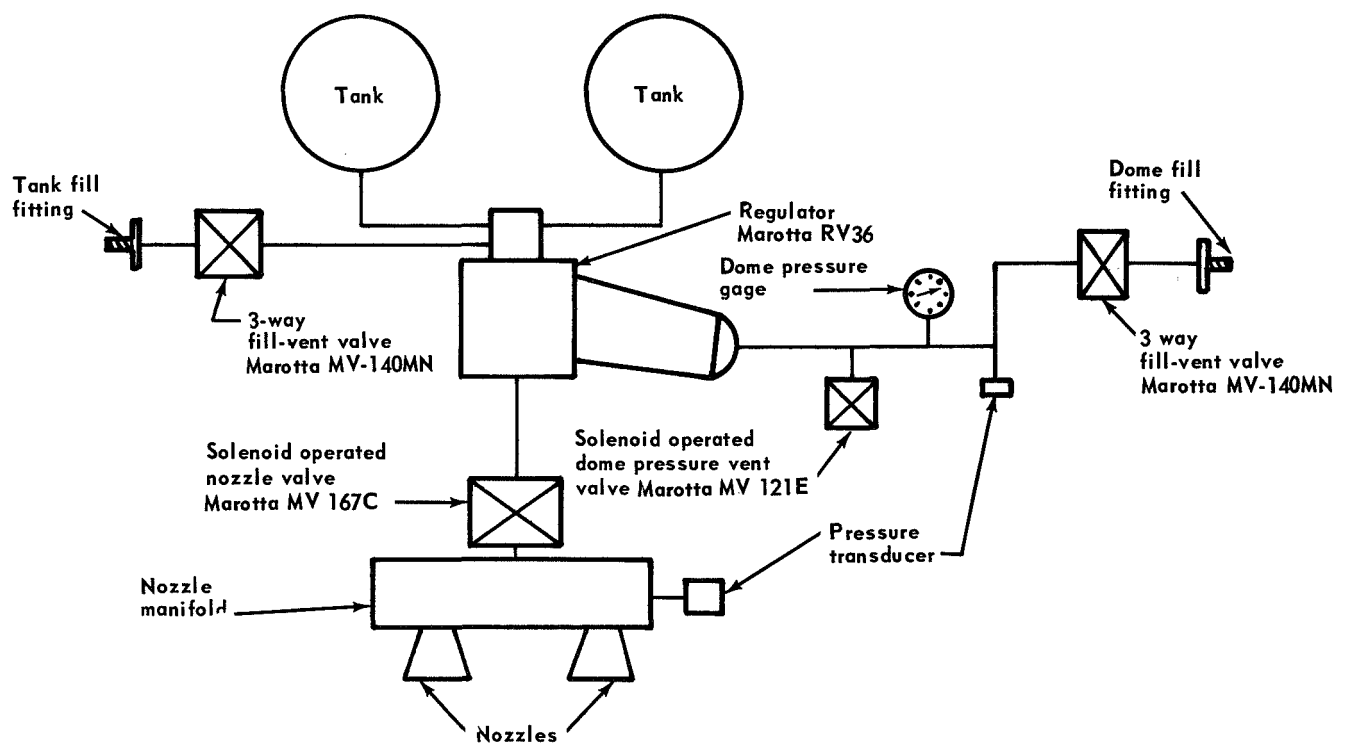 Tank
Tank
Tank fill
fitting
Dome fill
fitting
Regulator
Marotta RV36
Dome pressure
gage
3-way
fill-vent valve
Marotta MV-140MN
3 way
fill-vent valve
Marotta MV-140MN
Solenoid operated
nozzle valve
Marotta MV 167C
Solenoid operated
dome pressure vent
valve Marotta MV 121E
Pressure
transducer
Nozzle
manifold
Nozzles